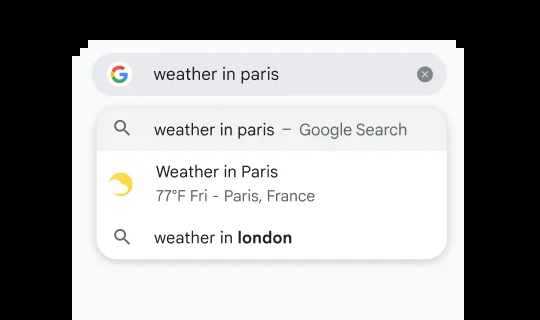 weather in paris
weather in paris – Google Search
Weather in Paris
77°F Fri - Paris, France
weather in london